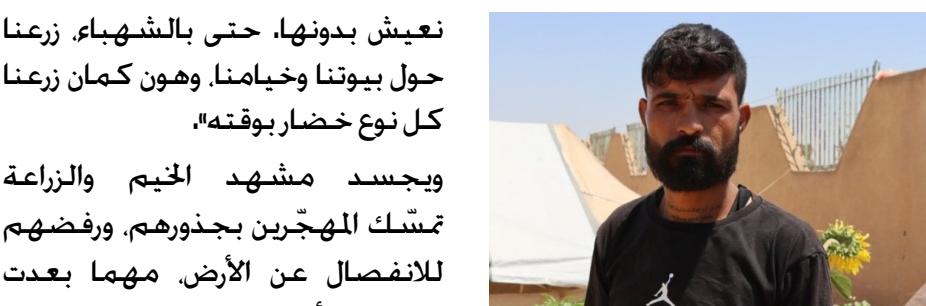 نعيش بدونها، حتى بالشهباء، زرعنا
حول بيوتنا وخيامنا، وهون كمان زرعنا
كل نوع خضار بوقته".
ويجسد مشهد الخيم والزراعة
تمسّك المهجّرين بجذورهم، ورفضهم
للانفصال عن الأرض، مهما بعدت